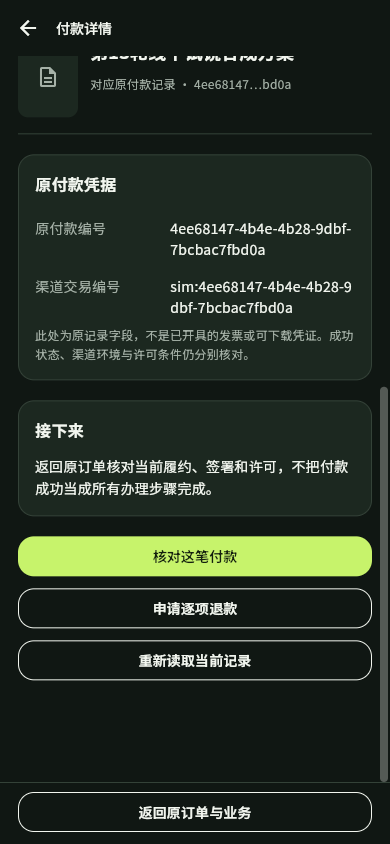 付款详情
对应原付款记录 · 4ee68147…bd0a
原付款凭据
原付款编号
4ee68147-4b4e-4b28-9dbf-
7bcbac7fbd0a
渠道交易编号
sim:4ee68147-4b4e-4b28-9
dbf-7bcbac7fbd0a
此处为原记录字段，不是已开具的发票或可下载凭证。成功
状态、渠道环境与许可条件仍分别核对。
接下来
返回原订单核对当前履约、签署和许可，不把付款
成功当成所有办理步骤完成。
核对这笔付款
申请逐项退款
重新读取当前记录
返回原订单与业务